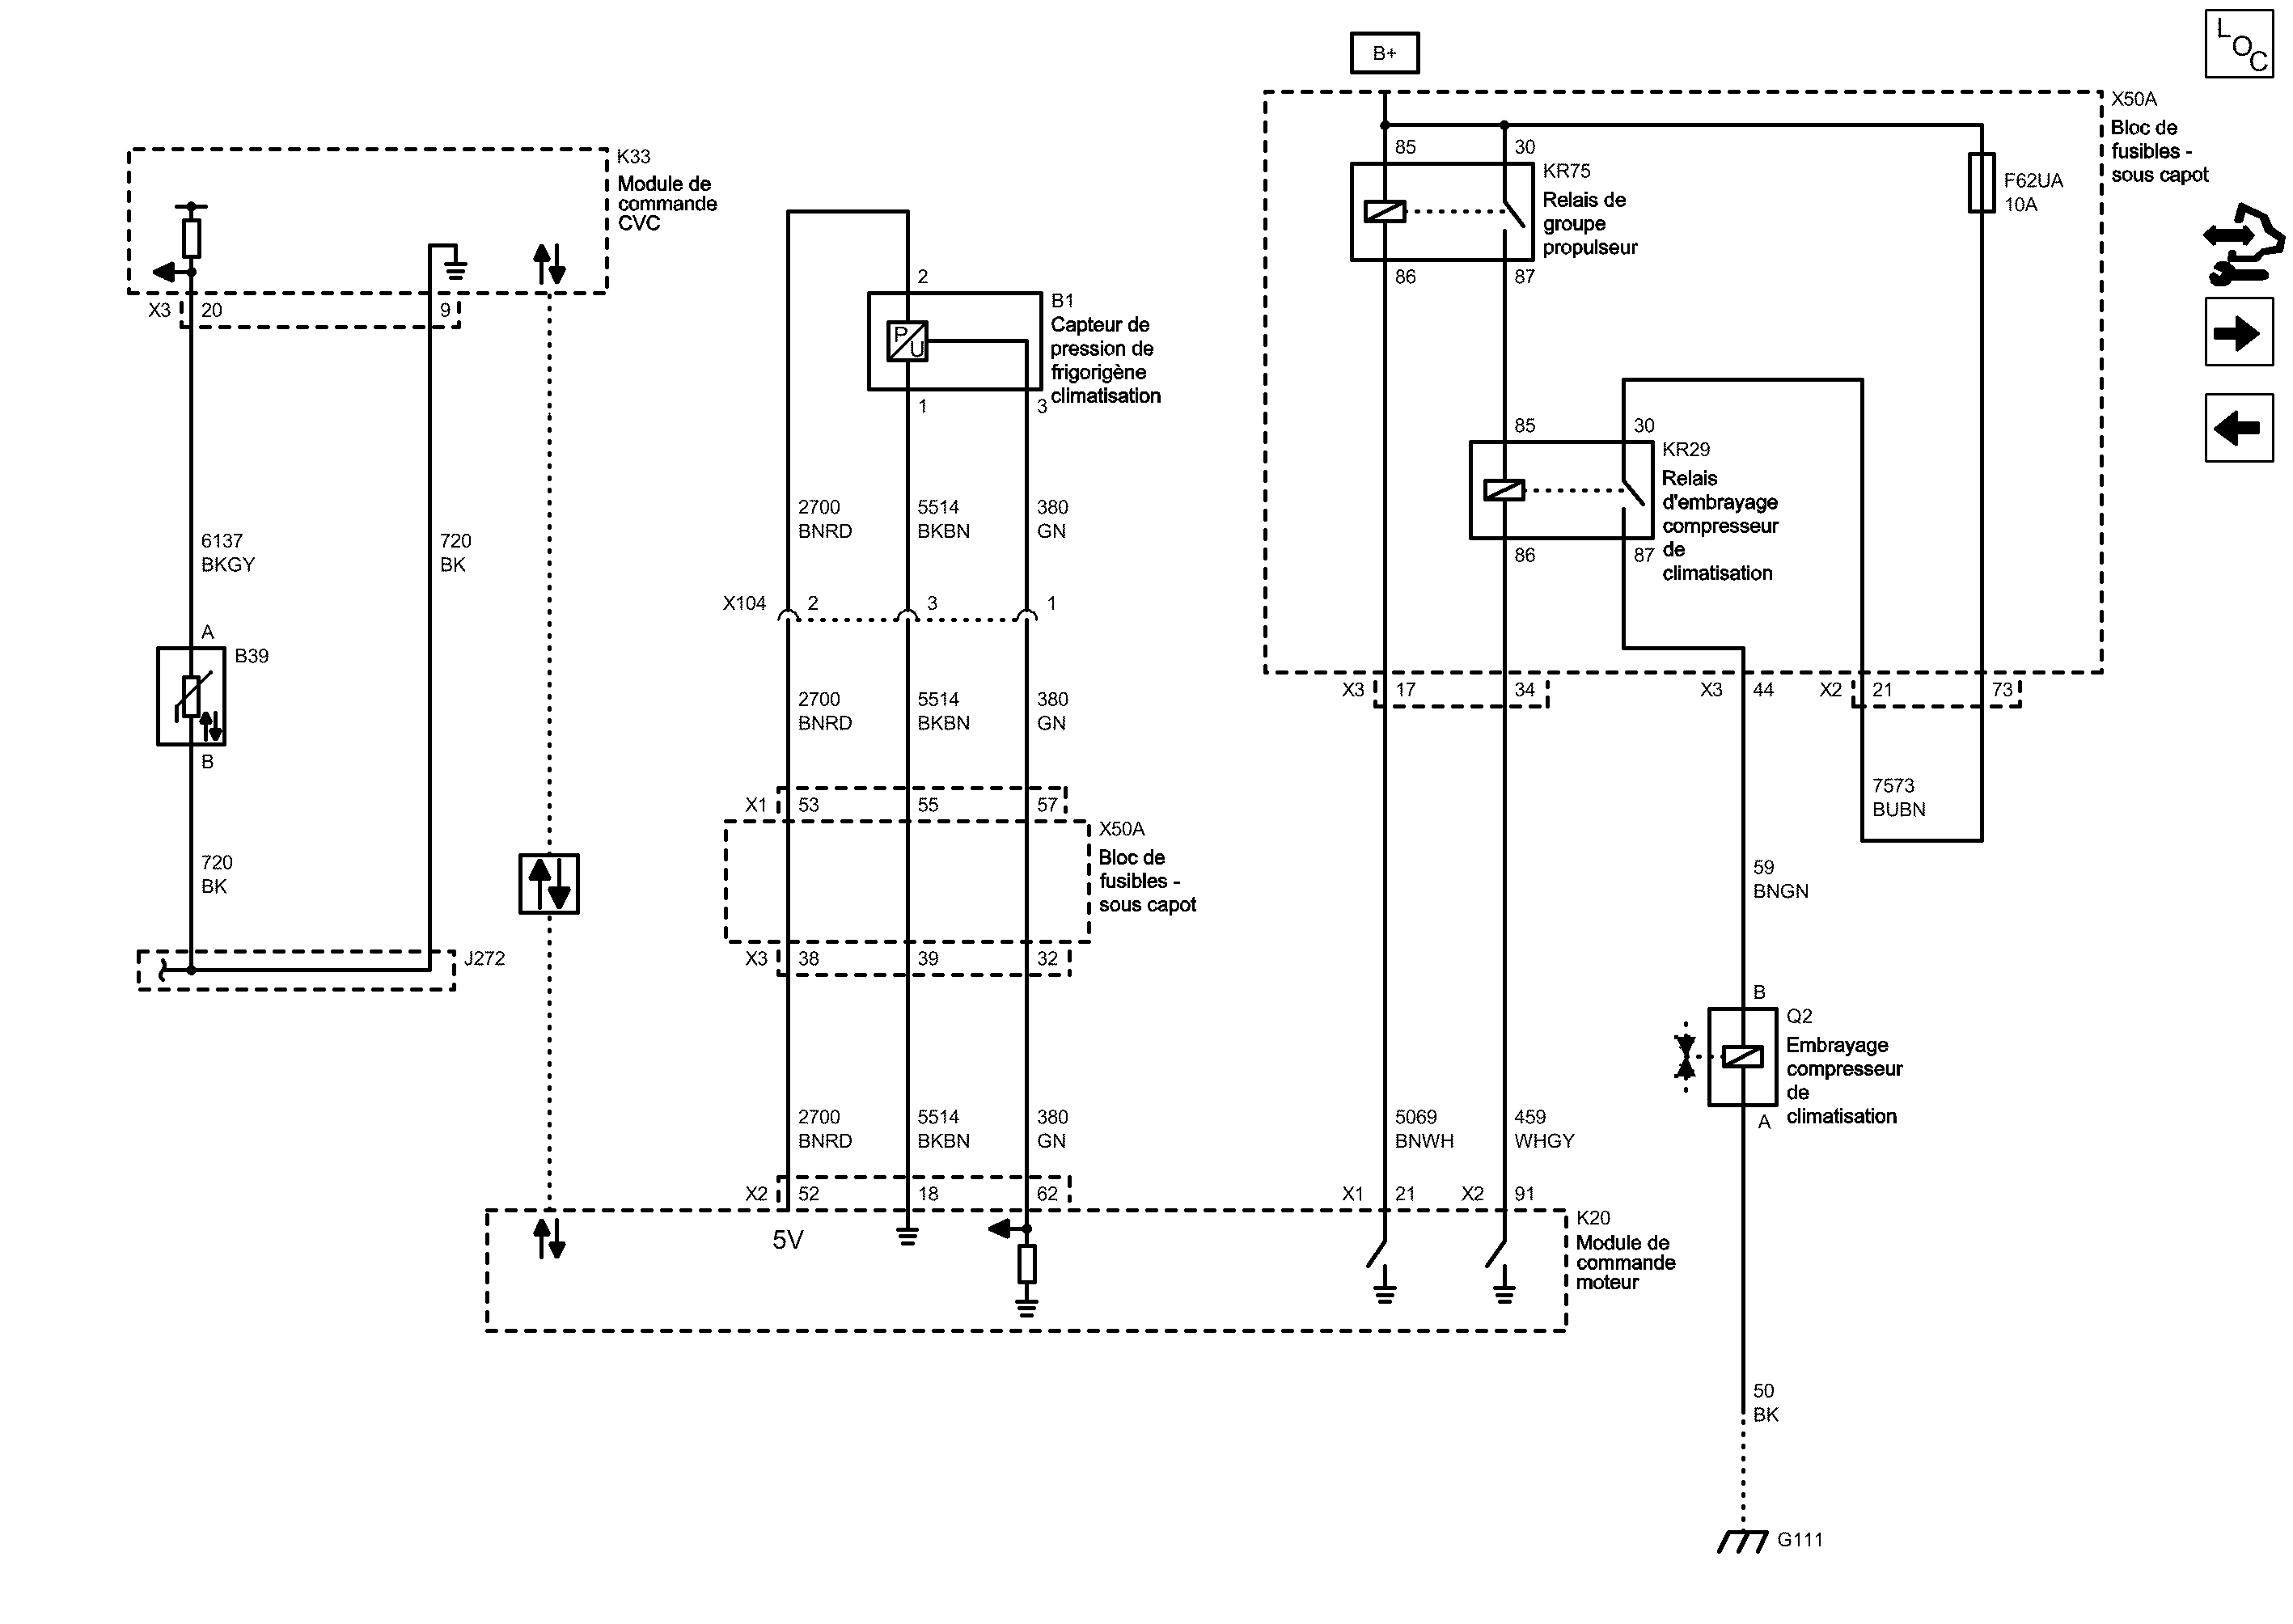 LOC
B+
X50A
Bloc de
fusibles -
sous capot
85
30
KR75
Relais de
groupe
propulseur
F62UA
10A
86
87
K33
Module de
commande
CVC
X3
20
9
2
B1
Capteur de
pression de
frigorigène
climatisation
P
U
1
3
85
30
KR29
Relais
d'embrayage
compresseur
de
climatisation
86
87
6137
BKGY
720
BK
2700
BNRD
5514
BKBN
380
GN
X104
2
3
1
A
B39
B
2700
BNRD
5514
BKBN
380
GN
X3
17
34
X3
44
X2
21
73
X1
53
55
57
X50A
Bloc de
fusibles -
sous capot
7573
BUBN
720
BK
59
BNGN
X3
38
39
32
J272
B
Q2
Embrayage
compresseur
de
climatisation
A
2700
BNRD
5514
BKBN
380
GN
5069
BNWH
459
WHGY
X2
52
18
62
X1
21
X2
91
5V
K20
Module de
commande
moteur
50
BK
G111